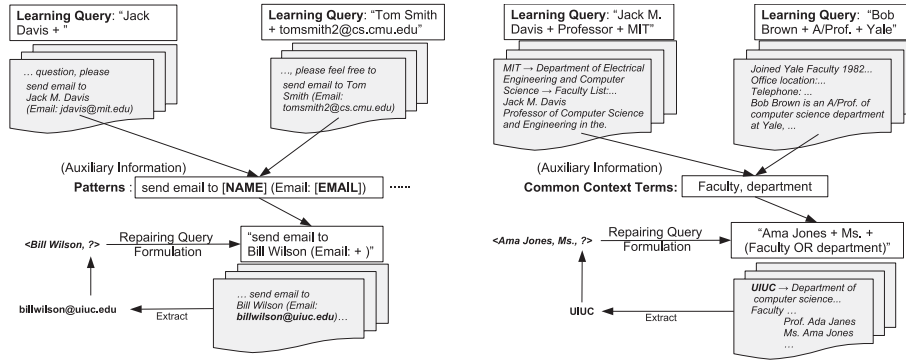 Learning Query: “Jack
Davis + ”
… question, please
send email to
Jack M. Davis
(Email: jdavis@mit.edu)
Learning Query: “Tom Smith
+ tomsmith2@cs.cmu.edu”
…, please feel free to
send email to Tom
Smith (Email:
tomsmith2@cs.cmu.edu)
(Auxiliary Information)
Patterns : send email to [NAME] (Email: [EMAIL]) ······
<Bill Wilson, ?>
Repairing Query
Formulation
“send email to
Bill Wilson (Email: + )”
… send email to
Bill Wilson (Email:
billwilson@uiuc.edu)…
Extract
billwilson@uiuc.edu
Learning Query: “Jack M.
Davis + Professor + MIT”
MIT → Department of Electrical
Engineering and Computer
Science → Faculty List:...
Jack M. Davis
Professor of Computer Science
and Engineering in the.
Learning Query: “Bob
Brown + A/Prof. + Yale”
Joined Yale Faculty 1982...
Office location:...
Telephone: ...
Bob Brown is an A/Prof. of
computer science department
at Yale, ...
(Auxiliary Information)
Common Context Terms: Faculty, department
<Ama Jones, Ms., ?>
Repairing Query
Formulation
“Ama Jones + Ms. +
(Faculty OR department)”
UIUC → Department of
computer science...
Faculty …
Prof. Ada Janes
Ms. Ama Jones
…
Extract
UIUC